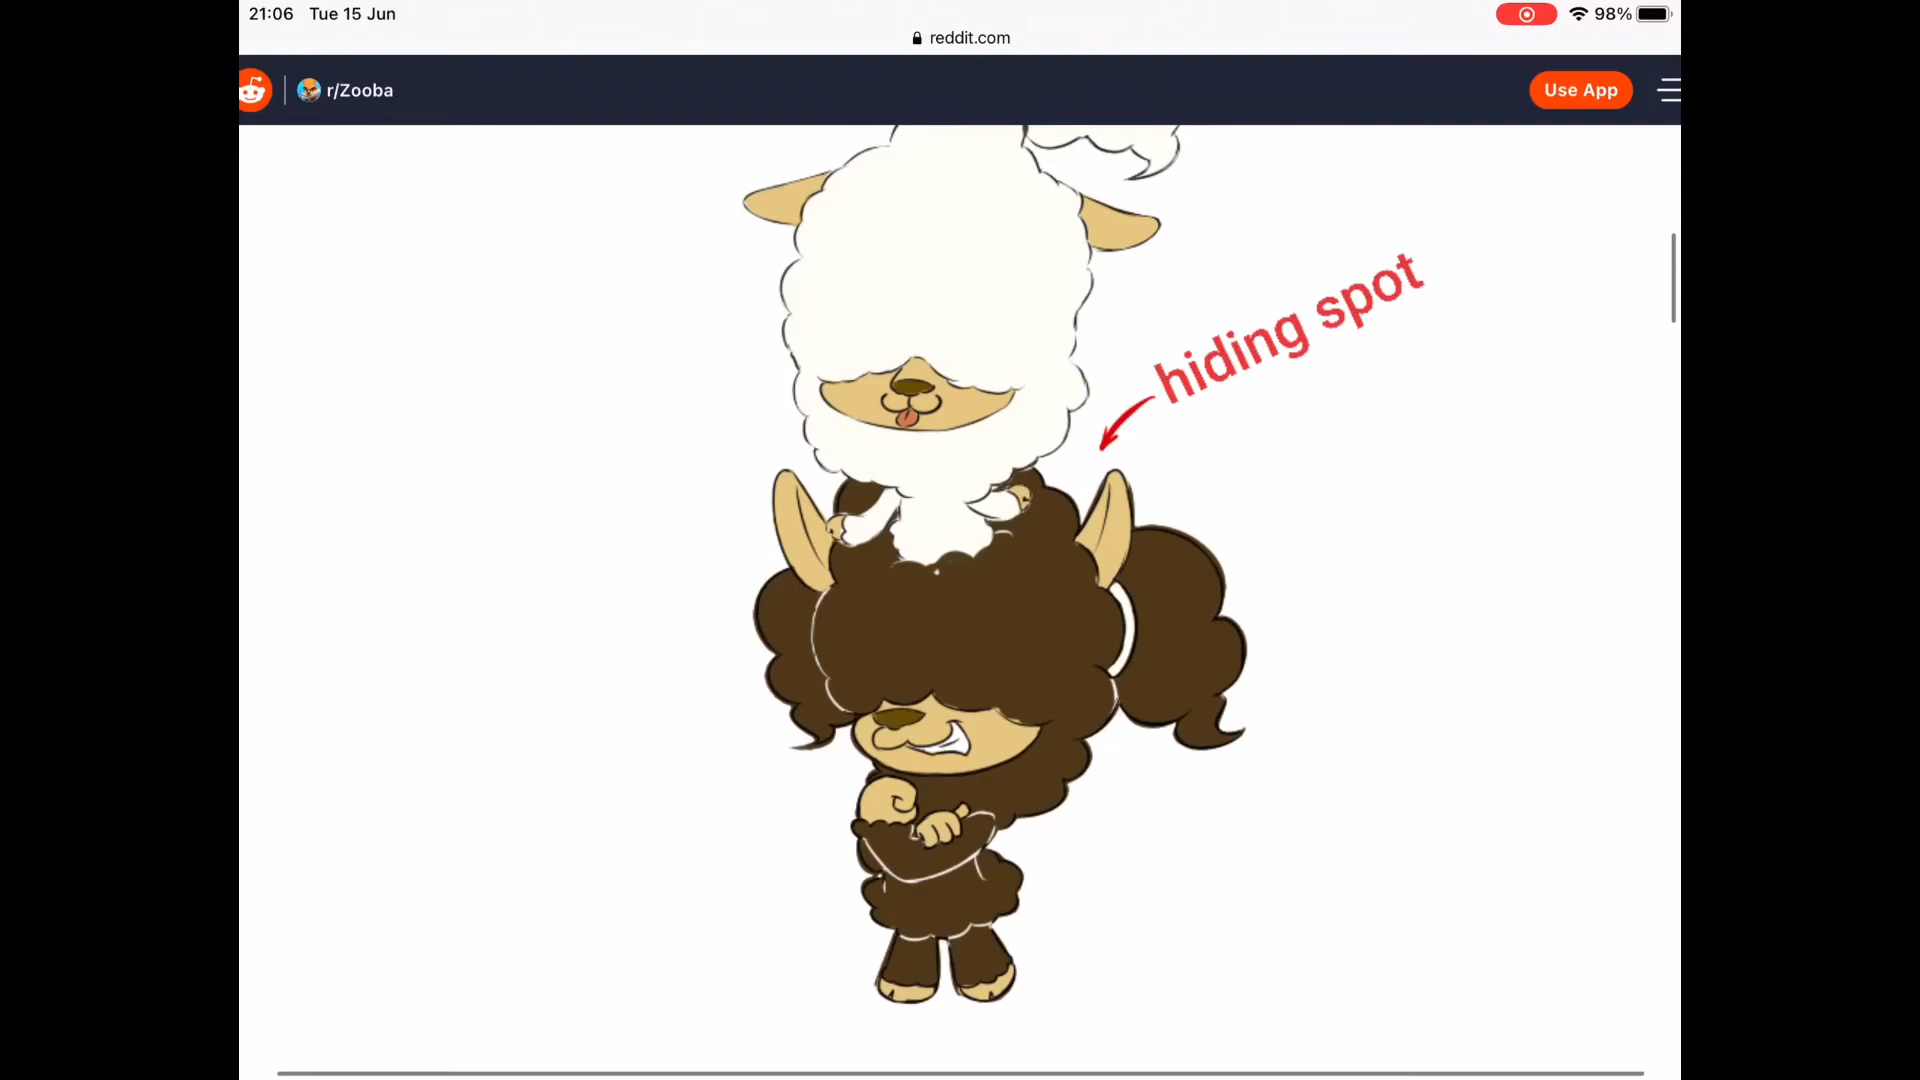 21:06 Tue 15 Jun
98%
reddit.com
r/Zooba
Use App
hiding spot